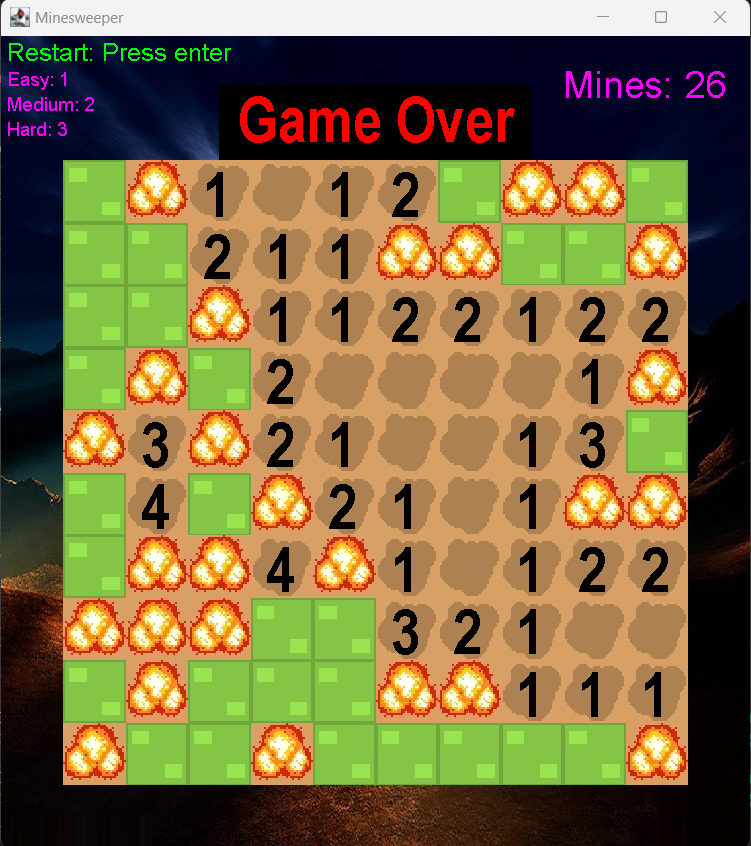 Minesweeper
Restart: Press enter
Easy: 1
Mines: 26
Medium: 2
Game Over
Hard: 3
1 1 2
2 1 1
1 1 2 2 1 2 2
2 1
3 2 1 1 3
4 2 1 1
4 1 1 2 2
3 2 1
1 1 1